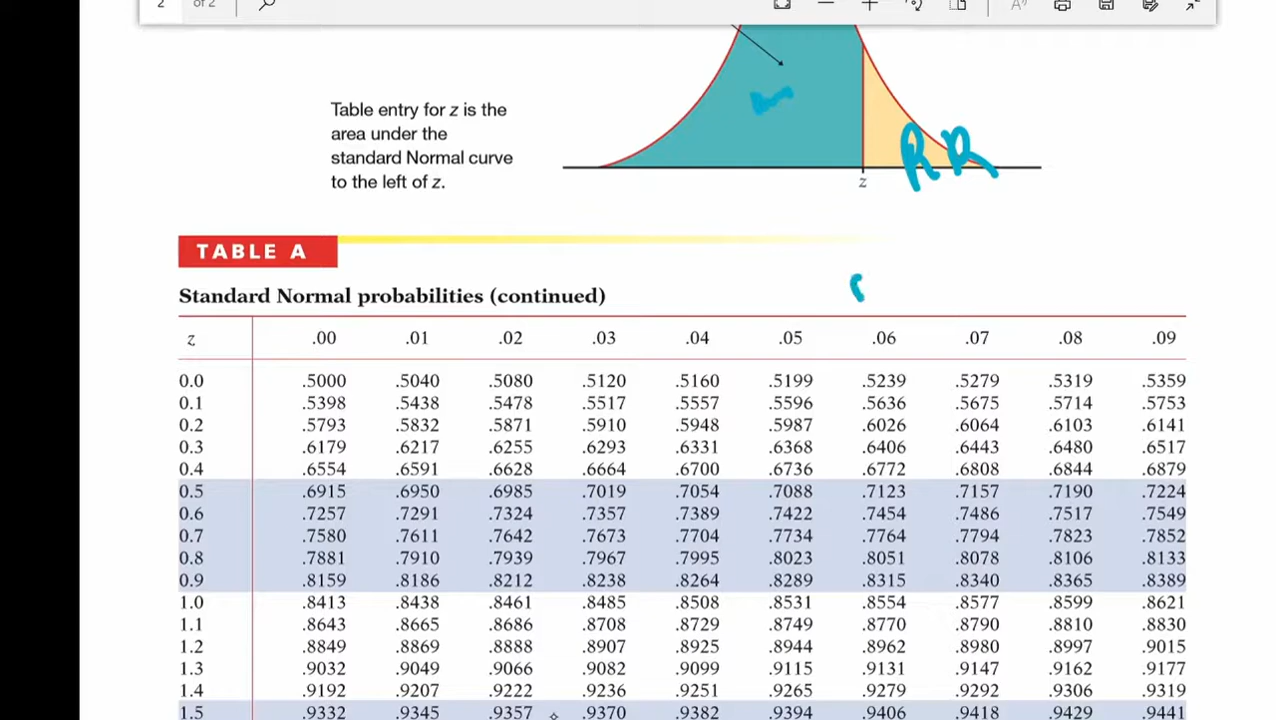 2 of 2
Table entry for z is the
area under the
standard Normal curve
to the left of z.
RR
z
TABLE A
Standard Normal probabilities (continued)
z .00 .01 .02 .03 .04 .05 .06 .07 .08 .09
0.0 .5000 .5040 .5080 .5120 .5160 .5199 .5239 .5279 .5319 .5359
0.1 .5398 .5438 .5478 .5517 .5557 .5596 .5636 .5675 .5714 .5753
0.2 .5793 .5832 .5871 .5910 .5948 .5987 .6026 .6064 .6103 .6141
0.3 .6179 .6217 .6255 .6293 .6331 .6368 .6406 .6443 .6480 .6517
0.4 .6554 .6591 .6628 .6664 .6700 .6736 .6772 .6808 .6844 .6879
0.5 .6915 .6950 .6985 .7019 .7054 .7088 .7123 .7157 .7190 .7224
0.6 .7257 .7291 .7324 .7357 .7389 .7422 .7454 .7486 .7517 .7549
0.7 .7580 .7611 .7642 .7673 .7704 .7734 .7764 .7794 .7823 .7852
0.8 .7881 .7910 .7939 .7967 .7995 .8023 .8051 .8078 .8106 .8133
0.9 .8159 .8186 .8212 .8238 .8264 .8289 .8315 .8340 .8365 .8389
1.0 .8413 .8438 .8461 .8485 .8508 .8531 .8554 .8577 .8599 .8621
1.1 .8643 .8665 .8686 .8708 .8729 .8749 .8770 .8790 .8810 .8830
1.2 .8849 .8869 .8888 .8907 .8925 .8944 .8962 .8980 .8997 .9015
1.3 .9032 .9049 .9066 .9082 .9099 .9115 .9131 .9147 .9162 .9177
1.4 .9192 .9207 .9222 .9236 .9251 .9265 .9279 .9292 .9306 .9319
1.5 .9332 .9345 .9357 .9370 .9382 .9394 .9406 .9418 .9429 .9441